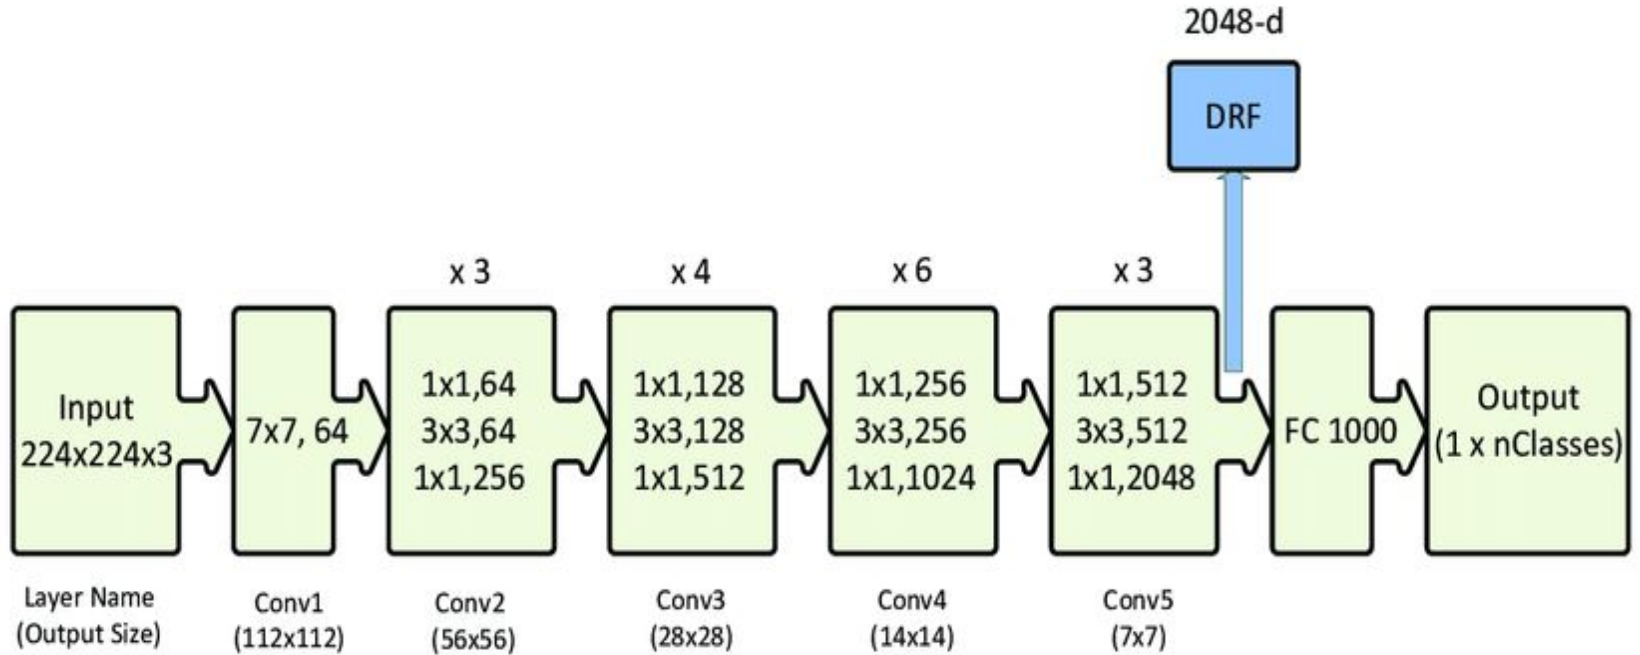 2048-d
DRF
x 3
x 4
x 6
x 3
Input
224x224x3
7x7, 64
1x1,64
3x3,64
1x1,256
1x1,128
3x3,128
1x1,512
1x1,256
3x3,256
1x1,1024
1x1,512
3x3,512
1x1,2048
FC 1000
Output
(1 x nClasses)
Layer Name
(Output Size)
Conv1
(112x112)
Conv2
(56x56)
Conv3
(28x28)
Conv4
(14x14)
Conv5
(7x7)